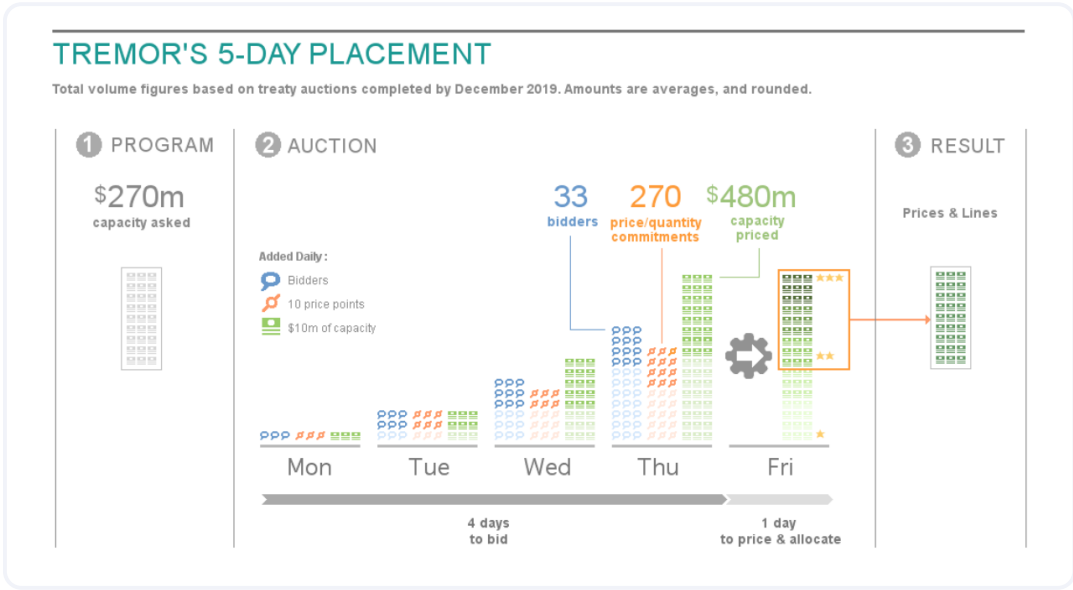 TREMOR'S 5-DAY PLACEMENT
Total volume figures based on treaty auctions completed by December 2019. Amounts are averages, and rounded.
1 PROGRAM
$270m
capacity asked
2 AUCTION
33
bidders
270
price/quantity
commitments
$480m
capacity
priced
Added Daily :
Bidders
10 price points
$10m of capacity
Mon
Tue
Wed
Thu
Fri
4 days
to bid
1 day
to price & allocate
3 RESULT
Prices & Lines